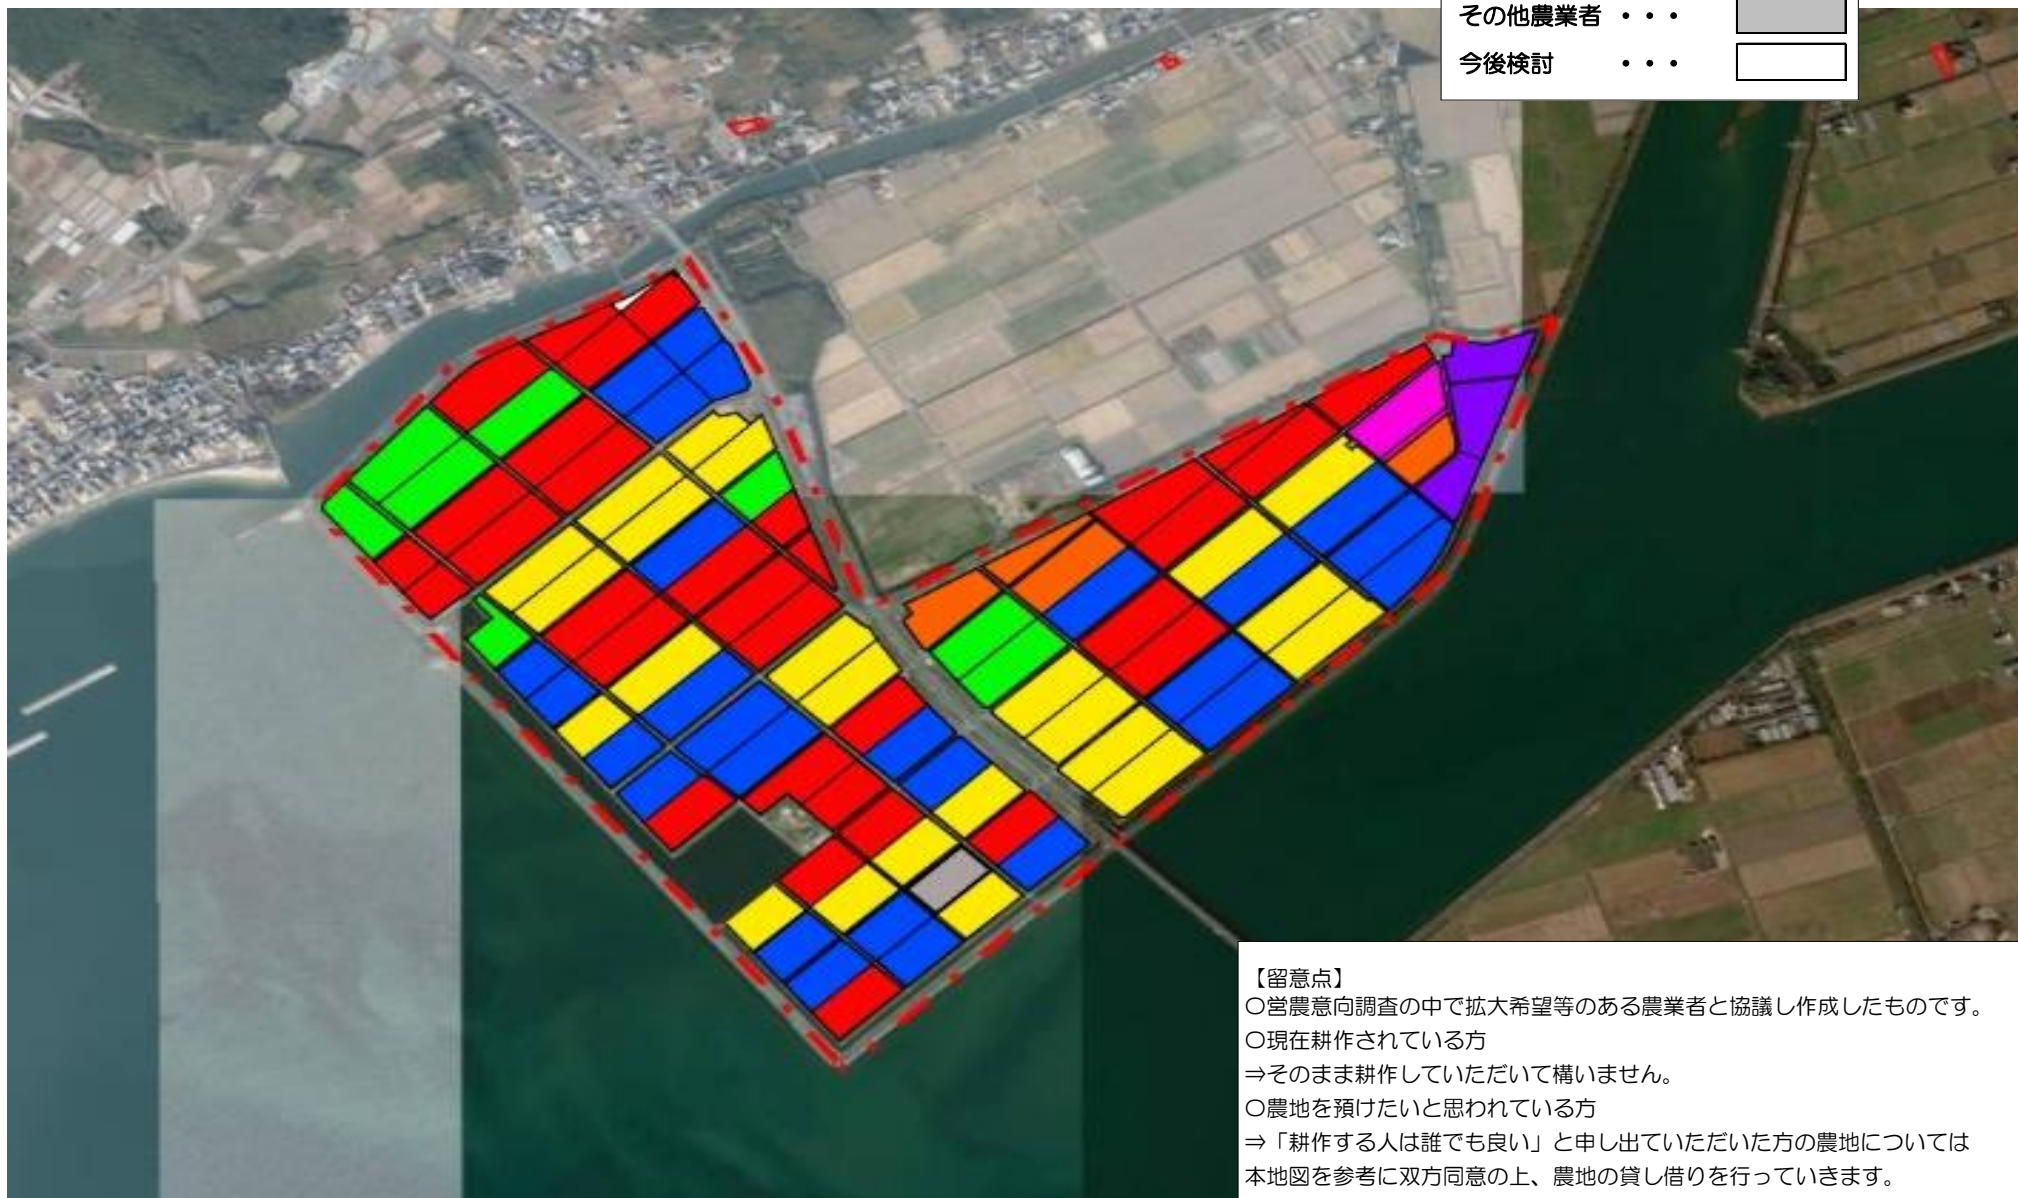 その他農業者 ・・・
今後検討 ・・・
【留意点】
〇営農意向調査の中で拡大希望等のある農業者と協議し作成したものです。
〇現在耕作されている方
⇒そのまま耕作していただいて構いません。
〇農地を預けたいと思われている方
⇒「耕作する人は誰でも良い」と申し出ていただいた方の農地については
本地図を参考に双方同意の上、農地の貸し借りを行っていきます。